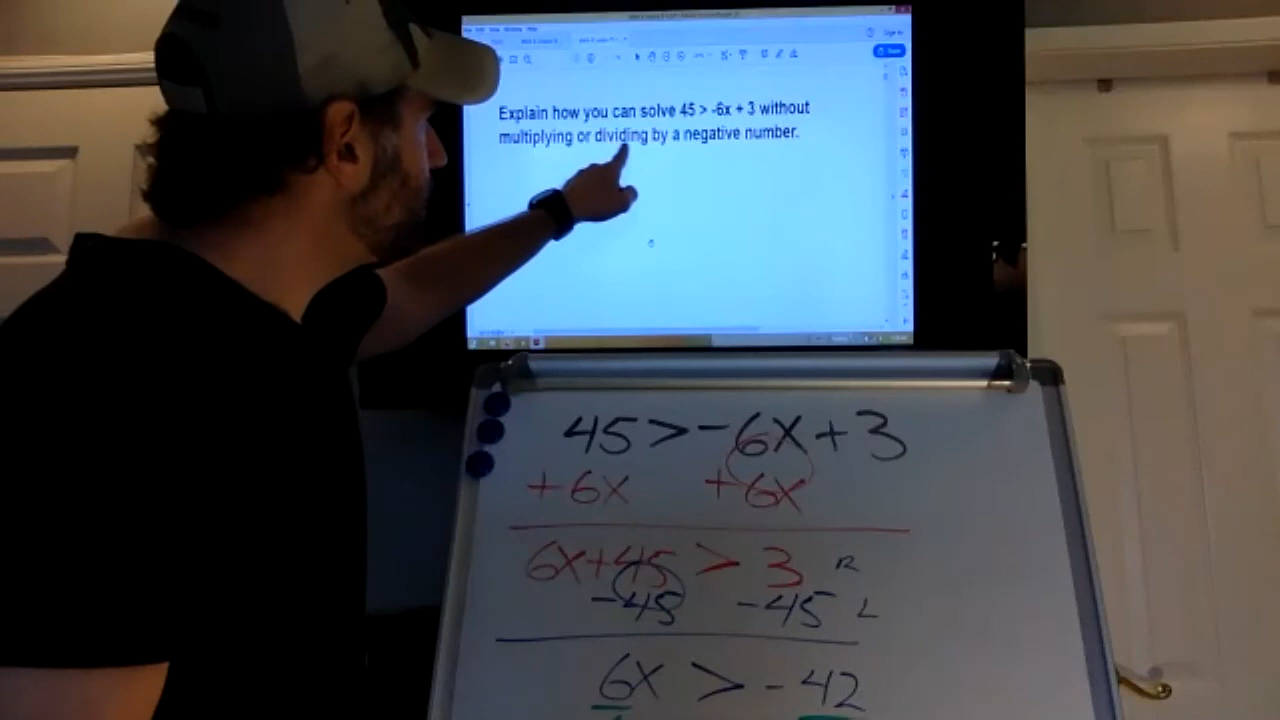 Explain how you can solve 45 > -6x + 3 without
multiplying or dividing by a negative number.
45 > -6x + 3
+6x +6x
6x + 45 > 3 R
-45 -45 L
6x > -42